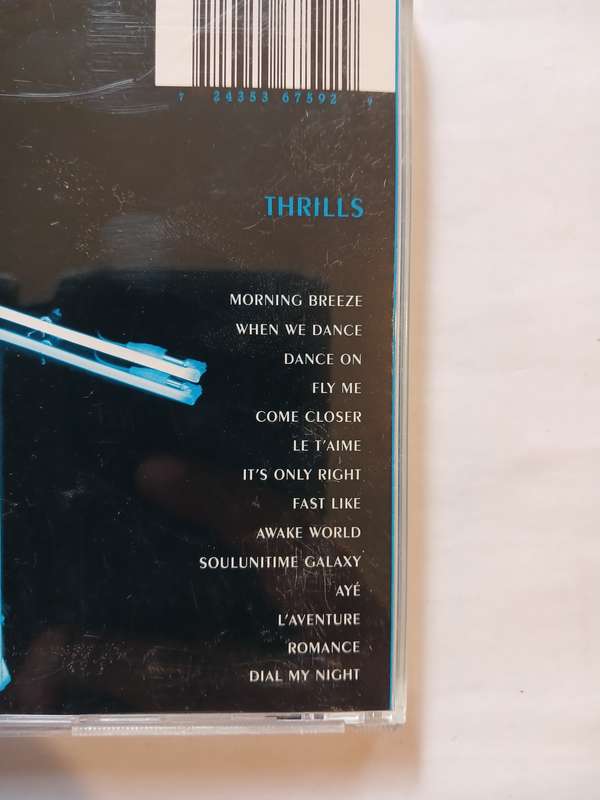 7 24353 67592 9
THRILLS
MORNING BREEZE
WHEN WE DANCE
DANCE ON
FLY ME
COME CLOSER
LE T'AIME
IT'S ONLY RIGHT
FAST LIKE
AWAKE WORLD
SOULUNITIME GALAXY
AYÉ
L'AVENTURE
ROMANCE
DIAL MY NIGHT